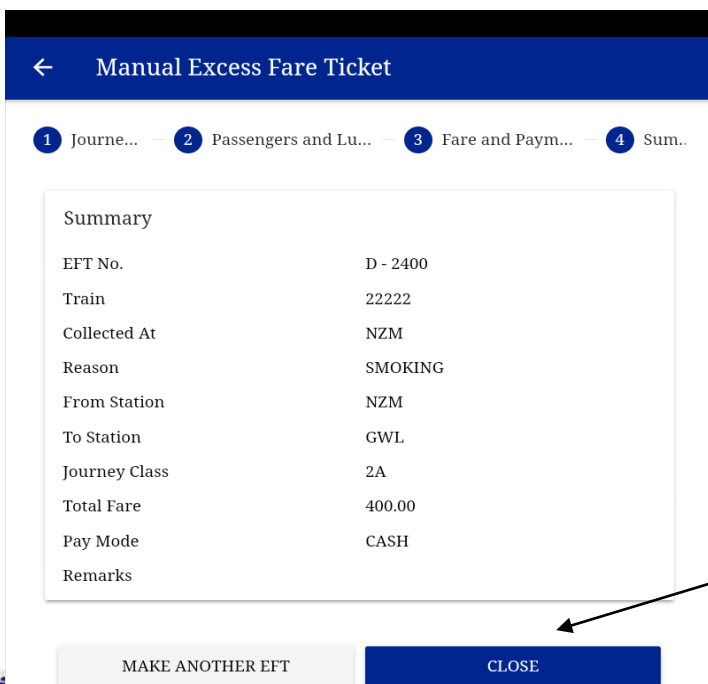 Manual Excess Fare Ticket
1 Journe... 2 Passengers and Lu... 3 Fare and Paym... 4 Sum..
Summary
EFT No. D - 2400
Train 22222
Collected At NZM
Reason SMOKING
From Station NZM
To Station GWL
Journey Class 2A
Total Fare 400.00
Pay Mode CASH
Remarks
MAKE ANOTHER EFT CLOSE